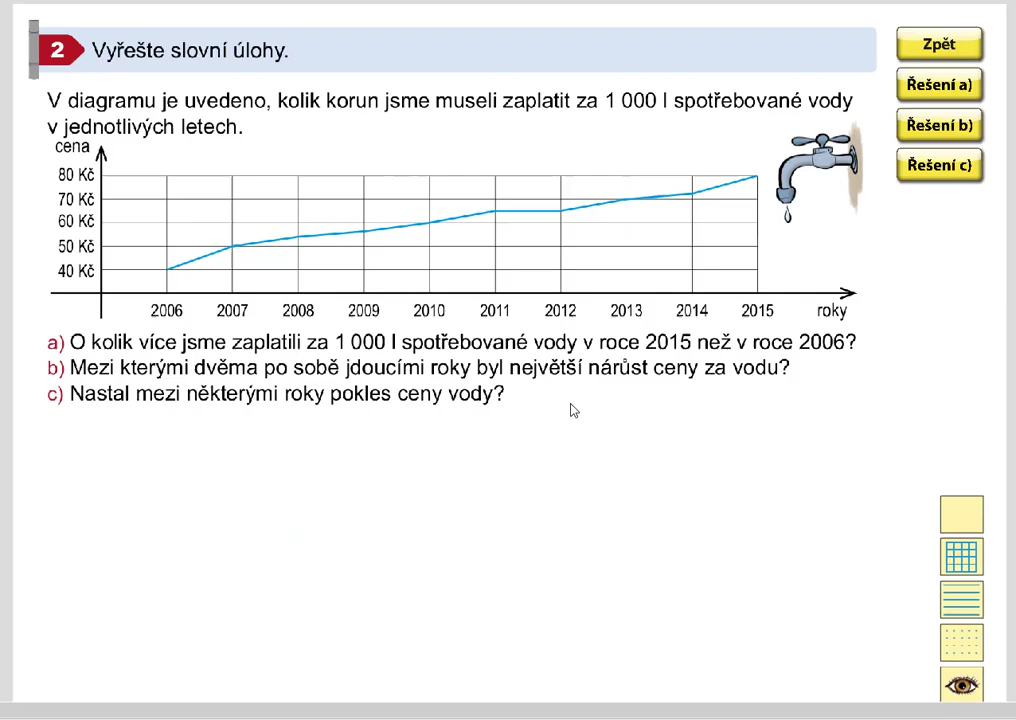 2 Vyřešte slovní úlohy.
Zpět
Řešení a)
Řešení b)
Řešení c)
V diagramu je uvedeno, kolik korun jsme museli zaplatit za 1 000 l spotřebované vody
v jednotlivých letech.
cena
80 Kč
70 Kč
60 Kč
50 Kč
40 Kč
2006 2007 2008 2009 2010 2011 2012 2013 2014 2015 roky
a) O kolik více jsme zaplatili za 1 000 l spotřebované vody v roce 2015 než v roce 2006?
b) Mezi kterými dvěma po sobě jdoucími roky byl největší nárůst ceny za vodu?
c) Nastal mezi některými roky pokles ceny vody?